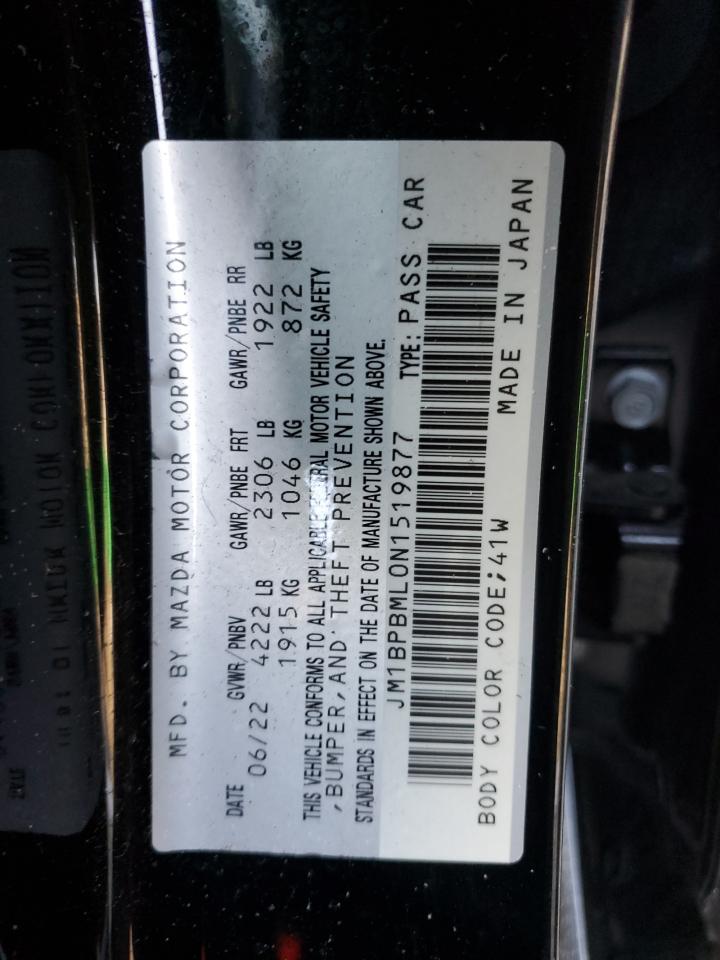 MFD. BY MAZDA MOTOR CORPORATION
DATE GVWR/PNBV GAWR/PNBE FRT GAWR/PNBE RR
06/22 4222 LB 2306 LB 1922 LB
1915 KG 1046 KG 872 KG
THIS VEHICLE CONFORMS TO ALL APPLICABLE FEDERAL MOTOR VEHICLE SAFETY
,BUMPER,AND THEFT PREVENTION
STANDARDS IN EFFECT ON THE DATE OF MANUFACTURE SHOWN ABOVE.
JM1BPBML0N1519877 TYPE: PASS CAR
BODY COLOR CODE;41W MADE IN JAPAN